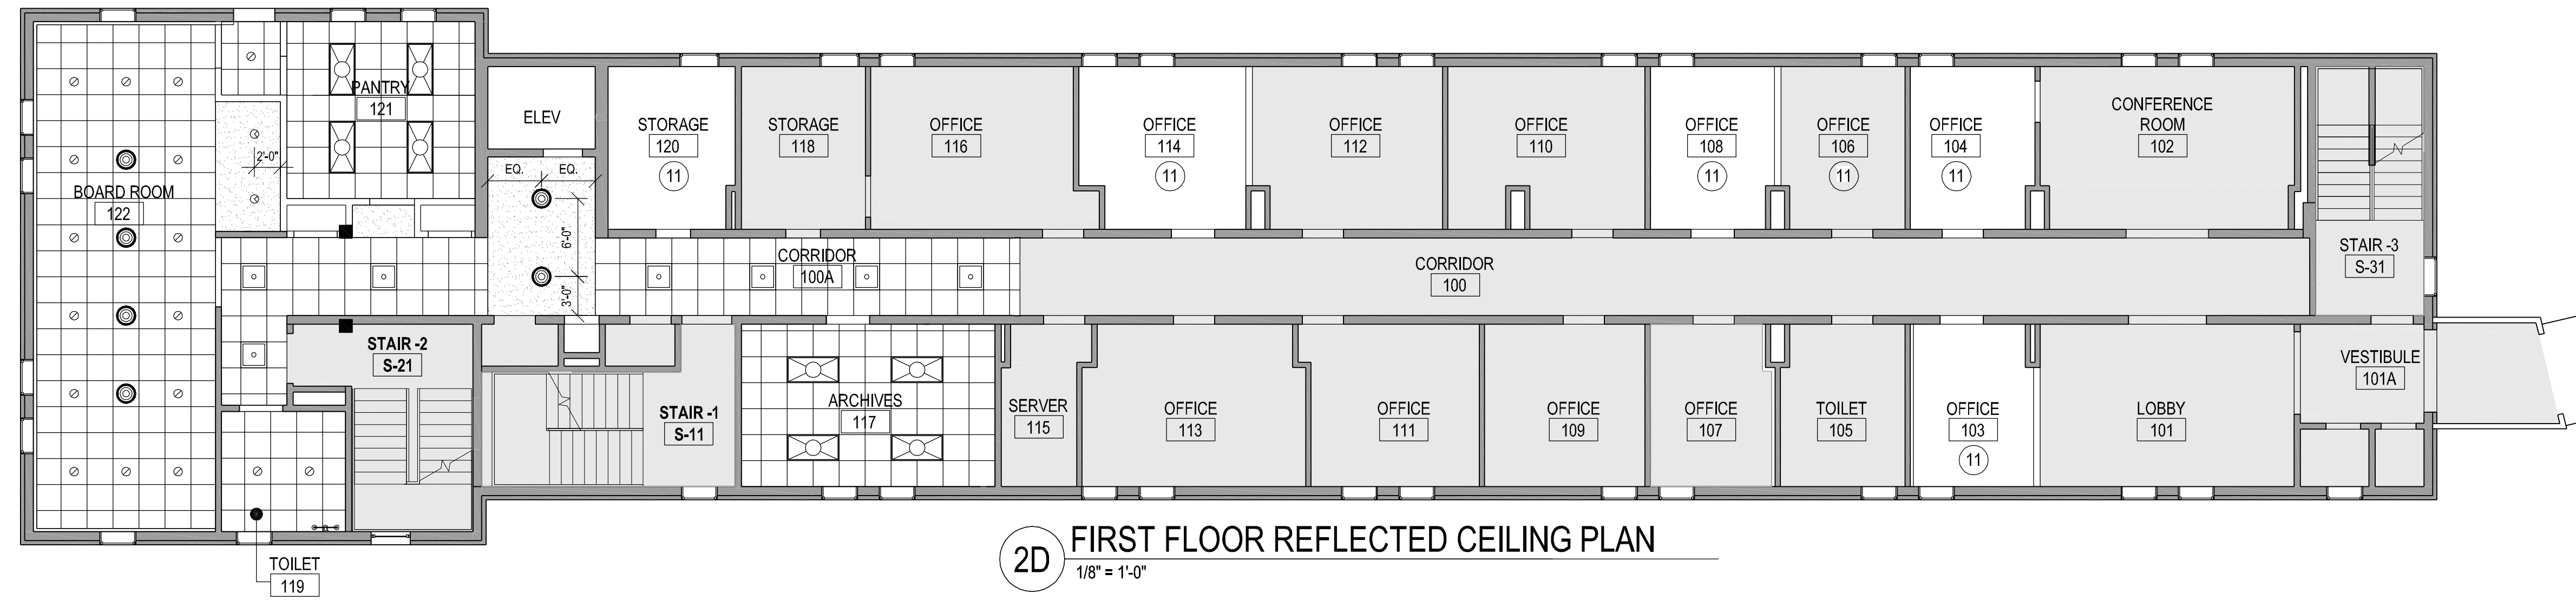 PANTRY
121
ELEV
STORAGE
120
11
STORAGE
118
OFFICE
116
OFFICE
114
11
OFFICE
112
OFFICE
110
OFFICE
108
11
OFFICE
106
11
OFFICE
104
11
CONFERENCE
ROOM
102
2'-0"
EQ.
EQ.
BOARD ROOM
122
6'-0"
3'-0"
CORRIDOR
100A
CORRIDOR
100
STAIR -3
S-31
STAIR -2
S-21
STAIR -1
S-11
ARCHIVES
117
SERVER
115
OFFICE
113
OFFICE
111
OFFICE
109
OFFICE
107
TOILET
105
OFFICE
103
11
LOBBY
101
VESTIBULE
101A
TOILET
119
2D
FIRST FLOOR REFLECTED CEILING PLAN
1/8" = 1'-0"